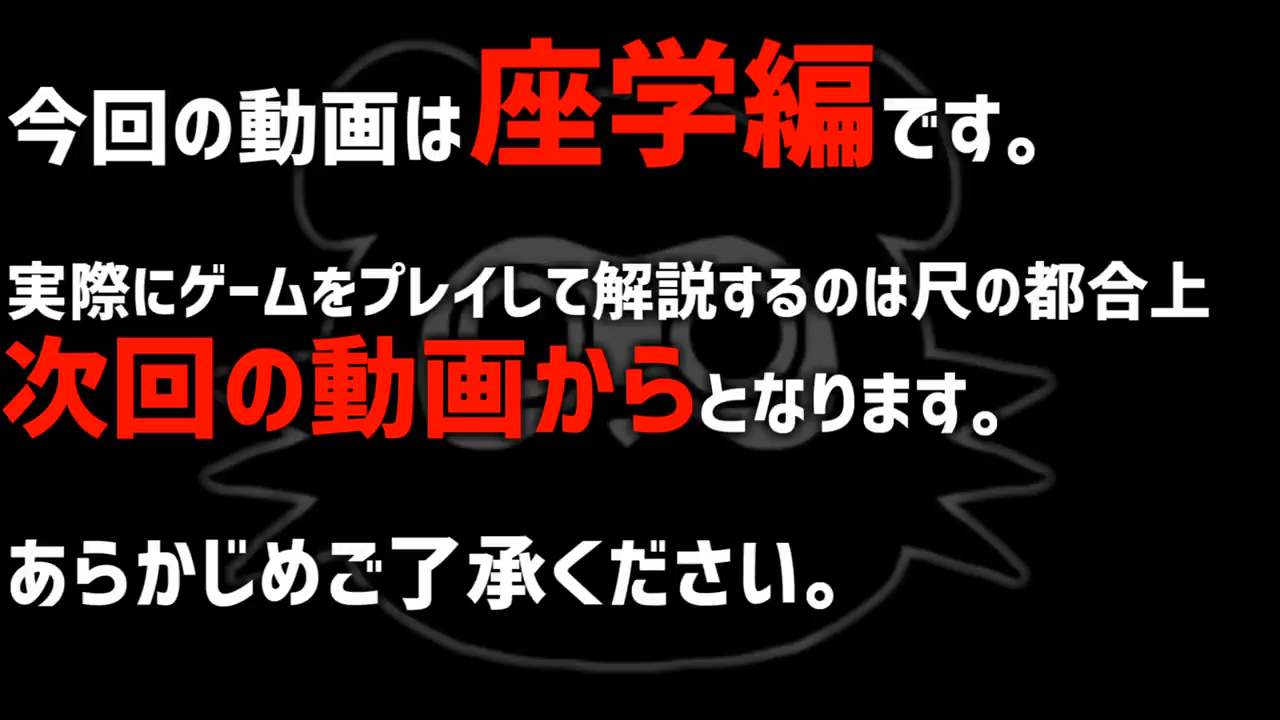 今回の動画は座学編です。
実際にゲームをプレイして解説するのは尺の都合上
次回の動画からとなります。
あらかじめご了承ください。